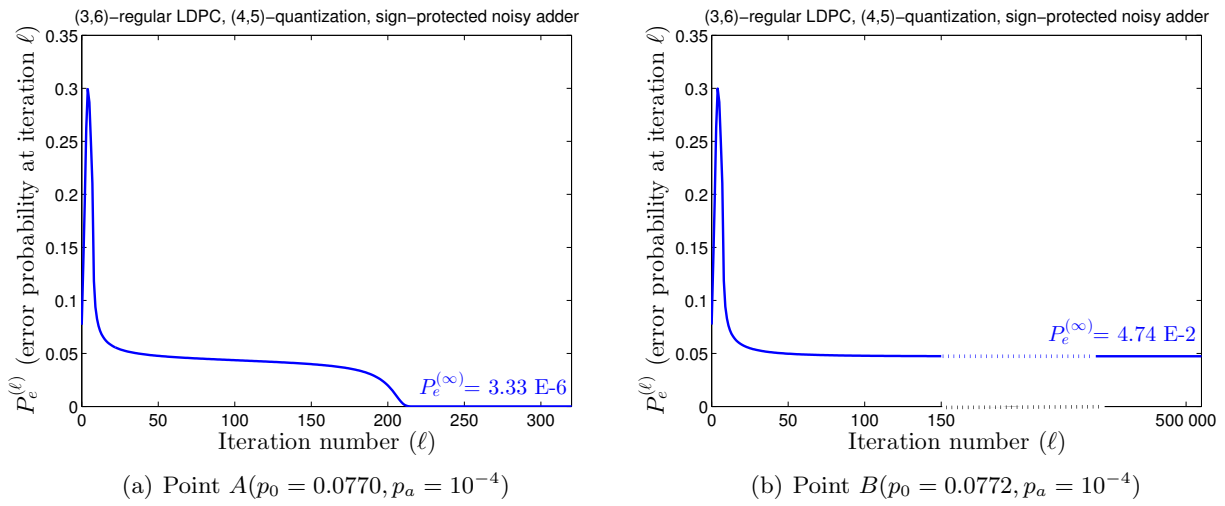 (3,6)−regular LDPC, (4,5)−quantization, sign−protected noisy adder
P_e^{(ℓ)} (error probability at iteration ℓ)
0.35
0.3
0.25
0.2
0.15
0.1
0.05
0
P_e^{(∞)}= 3.33 E-6
0 50 100 150 200 250 300
Iteration number (ℓ)
(a) Point A(p_0 = 0.0770, p_a = 10^{-4})
(3,6)−regular LDPC, (4,5)−quantization, sign−protected noisy adder
P_e^{(ℓ)} (error probability at iteration ℓ)
0.35
0.3
0.25
0.2
0.15
0.1
0.05
0
P_e^{(∞)}= 4.74 E-2
0 50 100 150 500 000
Iteration number (ℓ)
(b) Point B(p_0 = 0.0772, p_a = 10^{-4})